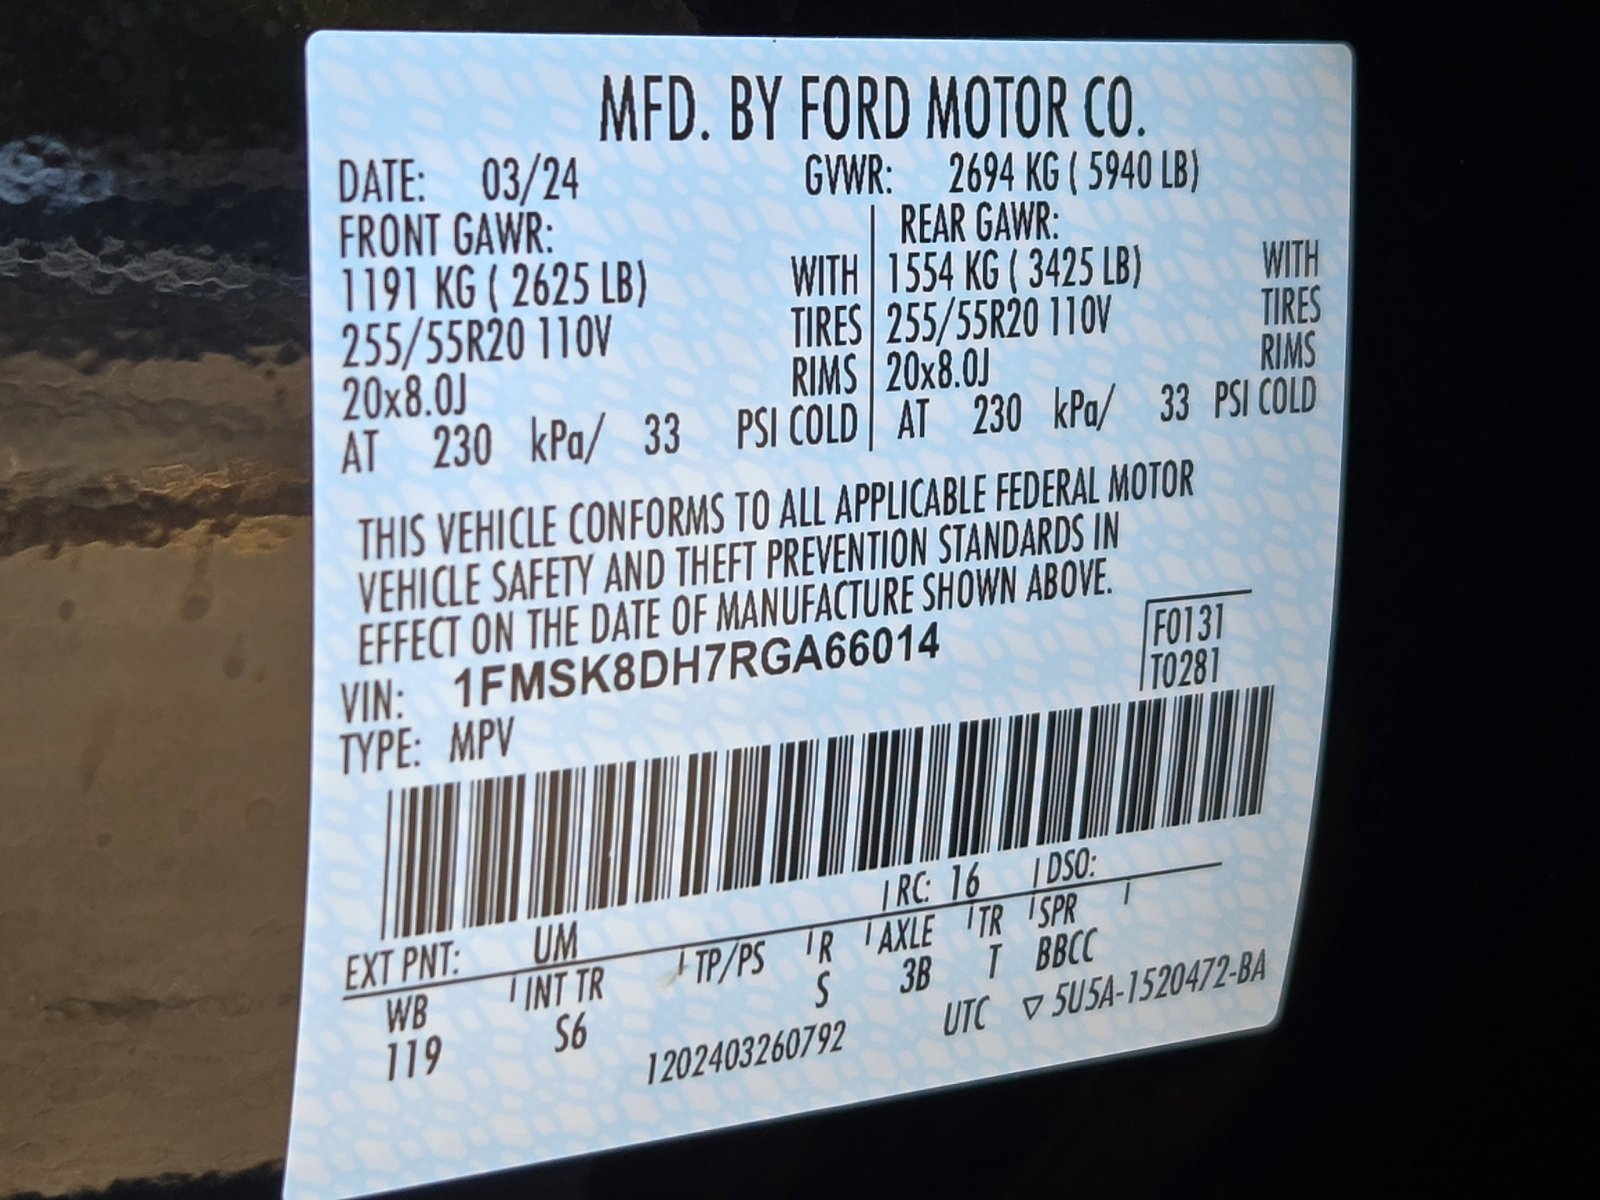 MFD. BY FORD MOTOR CO.
DATE: 03/24 GVWR: 2694 KG ( 5940 LB)
FRONT GAWR: REAR GAWR:
1191 KG ( 2625 LB) WITH 1554 KG ( 3425 LB) WITH
255/55R20 110V TIRES 255/55R20 110V TIRES
20x8.0J RIMS 20x8.0J RIMS
AT 230 kPa/ 33 PSI COLD AT 230 kPa/ 33 PSI COLD
THIS VEHICLE CONFORMS TO ALL APPLICABLE FEDERAL MOTOR
VEHICLE SAFETY AND THEFT PREVENTION STANDARDS IN
EFFECT ON THE DATE OF MANUFACTURE SHOWN ABOVE.
VIN: 1FMSK8DH7RGA66014 F0131
TYPE: MPV T0281
EXT PNT: UM RC: 16 DSO:
WB INT TR TP/PS R AXLE TR SPR
119 S6 S 3B T BBCC
1202403260792 UTC ▽ 5U5A-1520472-BA